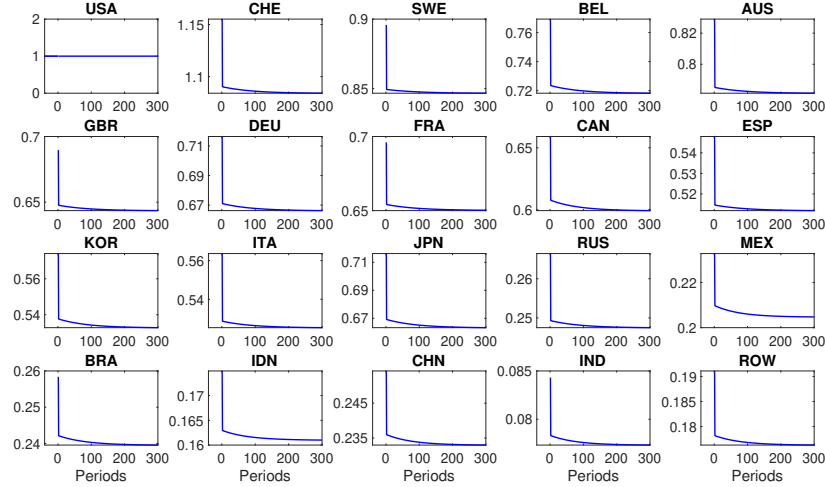 USA CHE SWE BEL AUS
2 1.15 0.9 0.76 0.82
1 1.1 0.74 0.8
0 0.85 0.72
0 100 200 300 0 100 200 300 0 100 200 300 0 100 200 300 0 100 200 300
GBR DEU FRA CAN ESP
0.7 0.71 0.7 0.65 0.54
0.69 0.52
0.65 0.67 0.65 0.6
0 100 200 300 0 100 200 300 0 100 200 300 0 100 200 300 0 100 200 300
KOR ITA JPN RUS MEX
0.56 0.56 0.71 0.26 0.22
0.54 0.54 0.69 0.25 0.2
0.67
0 100 200 300 0 100 200 300 0 100 200 300 0 100 200 300 0 100 200 300
BRA IDN CHN IND ROW
0.26 0.17 0.245 0.085 0.19
0.25 0.165 0.235 0.08 0.18
0.24 0.16
0 100 200 300 0 100 200 300 0 100 200 300 0 100 200 300 0 100 200 300
Periods Periods Periods Periods Periods